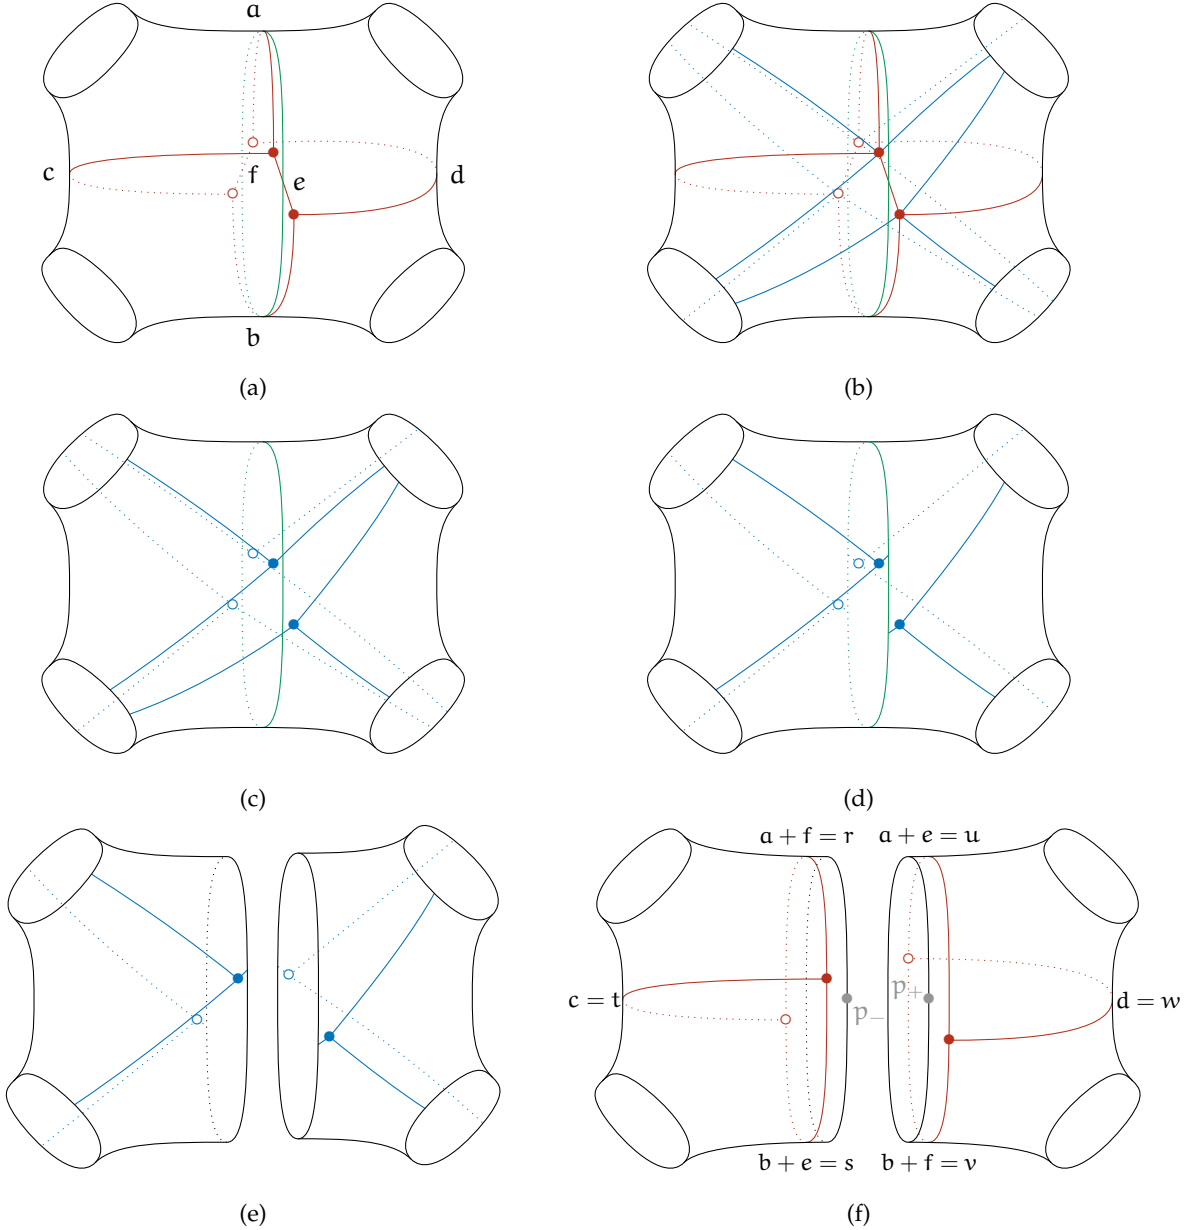 a
c f e d
b
(a) (b)
(c) (d)
a + f = r a + e = u
c = t p₋ p₊ d = w
b + e = s b + f = v
(e) (f)